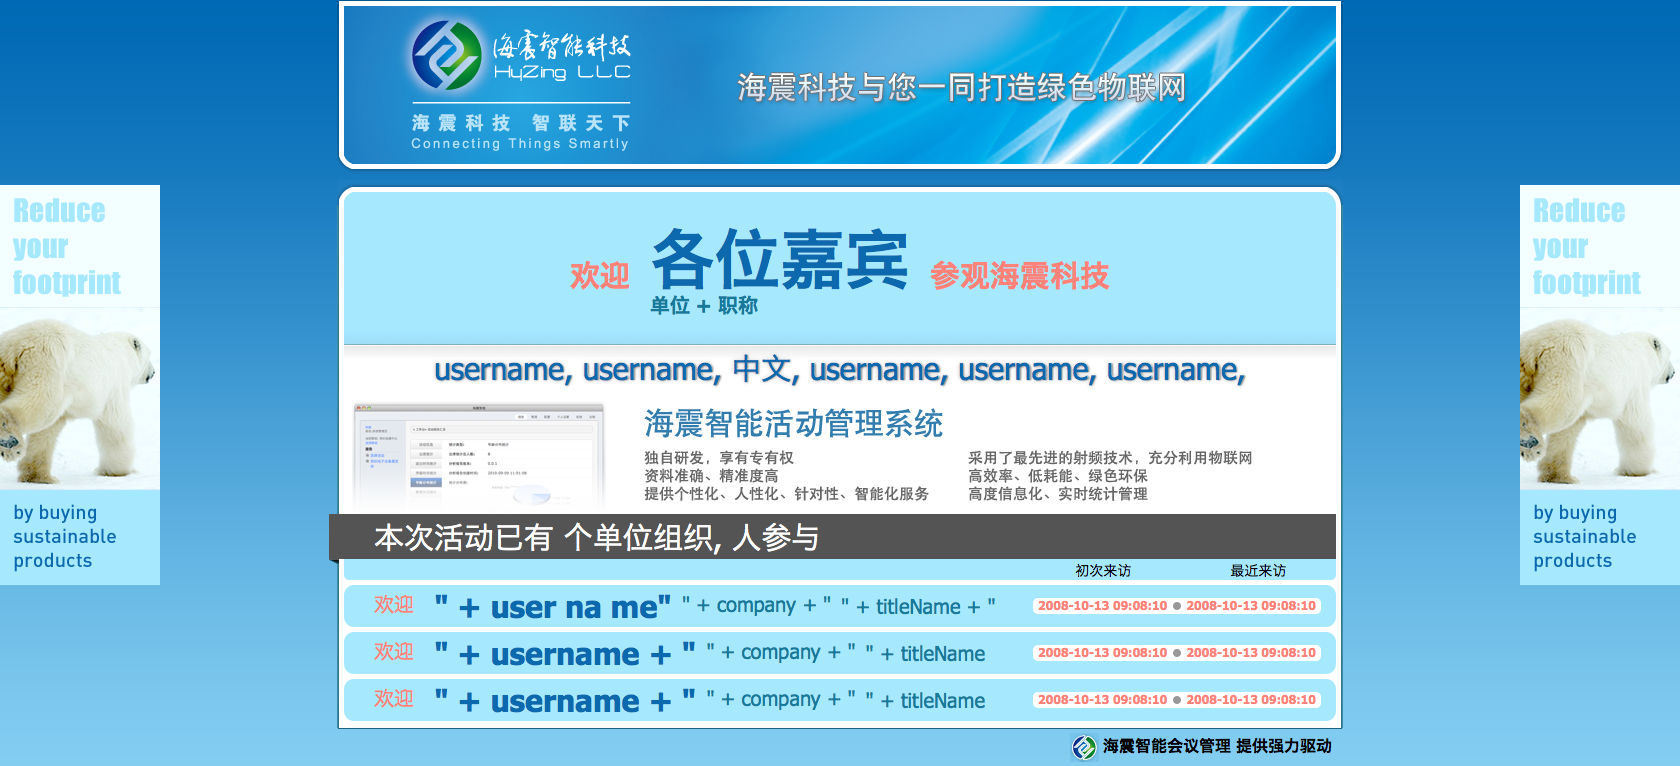 海震智能科技
HyZing LLC
海震科技 智联天下
Connecting Things Smartly
海震科技与您一同打造绿色物联网
Reduce
your
footprint
by buying
sustainable
products
欢迎 各位嘉宾 参观海震科技
单位 + 职称
username, username, 中文, username, username, username,
海震智能活动管理系统
独自研发，享有专有权
资料准确、精准度高
提供个性化、人性化、针对性、智能化服务
采用了最先进的射频技术，充分利用物联网
高效率、低耗能、绿色环保
高度信息化、实时统计管理
本次活动已有 个单位组织, 人参与
初次来访 最近来访
欢迎 " + user na me" " + company + " " + titleName + " 2008-10-13 09:08:10 ● 2008-10-13 09:08:10
欢迎 " + username + " " + company + " " + titleName 2008-10-13 09:08:10 ● 2008-10-13 09:08:10
欢迎 " + username + " " + company + " " + titleName 2008-10-13 09:08:10 ● 2008-10-13 09:08:10
海震智能会议管理 提供强力驱动
Reduce
your
footprint
by buying
sustainable
products